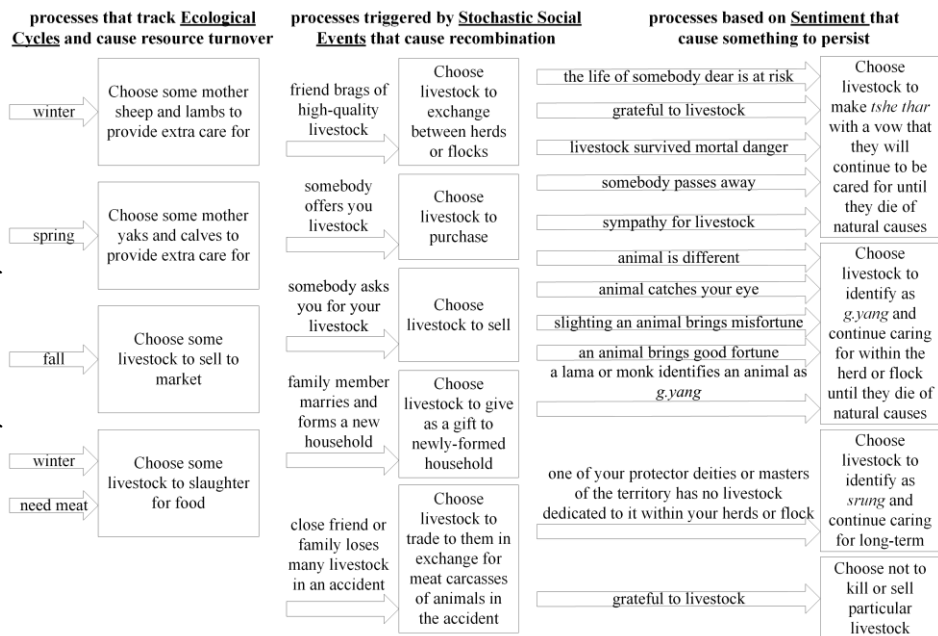 processes that track Ecological
Cycles and cause resource turnover
winter
Choose some mother
sheep and lambs to
provide extra care for
spring
Choose some mother
yaks and calves to
provide extra care for
fall
Choose some
livestock to sell to
market
winter
need meat
Choose some
livestock to slaughter
for food
processes triggered by Stochastic Social
Events that cause recombination
friend brags of
high-quality
livestock
Choose
livestock to
exchange
between herds
or flocks
somebody
offers you
livestock
Choose
livestock to
purchase
somebody asks
you for your
livestock
Choose
livestock to sell
family member
marries and
forms a new
household
Choose
livestock to give
as a gift to
newly-formed
household
close friend or
family loses
many livestock
in an accident
Choose
livestock to
trade to them in
exchange for
meat carcasses
of animals in
the accident
processes based on Sentiment that
cause something to persist
the life of somebody dear is at risk
grateful to livestock
livestock survived mortal danger
somebody passes away
sympathy for livestock
Choose
livestock to
make tshe thar
with a vow that
they will
continue to be
cared for until
they die of
natural causes
animal is different
animal catches your eye
slighting an animal brings misfortune
an animal brings good fortune
a lama or monk identifies an animal as
g.yang
Choose
livestock to
identify as
g.yang and
continue caring
for within the
herd or flock
until they die of
natural causes
one of your protector deities or masters
of the territory has no livestock
dedicated to it within your herds or flock
Choose
livestock to
identify as
srung and
continue caring
for long-term
grateful to livestock
Choose not to
kill or sell
particular
livestock